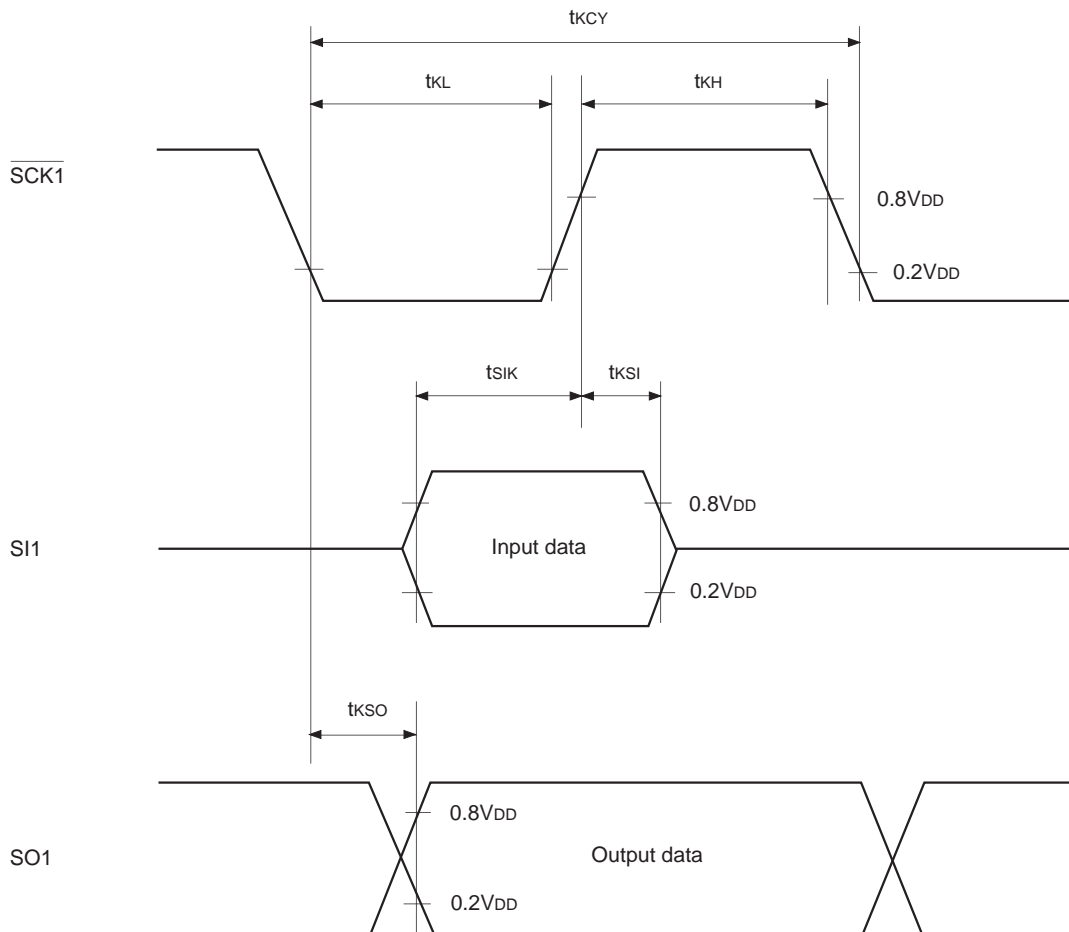 tKCY
tKL
tKH
SCK1
0.8VDD
0.2VDD
tSIK
tKSI
0.8VDD
SI1
Input data
0.2VDD
tKSO
0.8VDD
SO1
Output data
0.2VDD